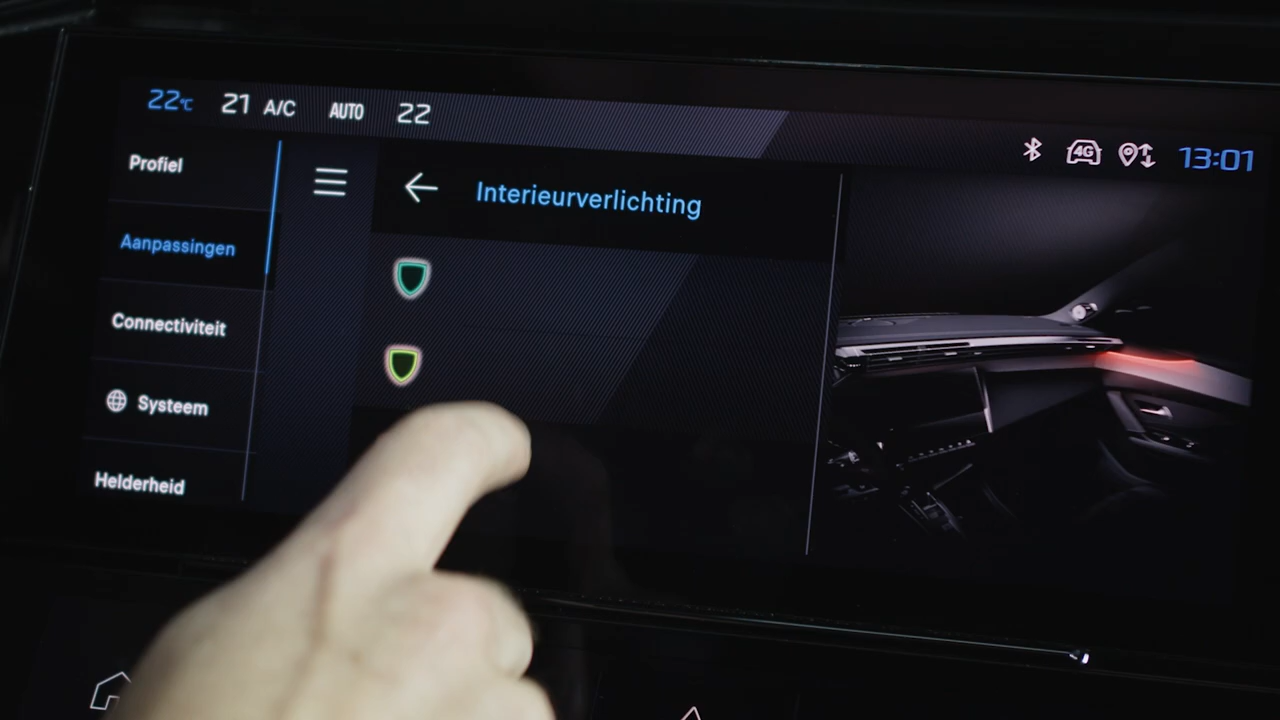 22°C 21 A/C AUTO 22
4G 13:01
Profiel
Aanpassingen
Connectiviteit
Systeem
Helderheid
Interieurverlichting